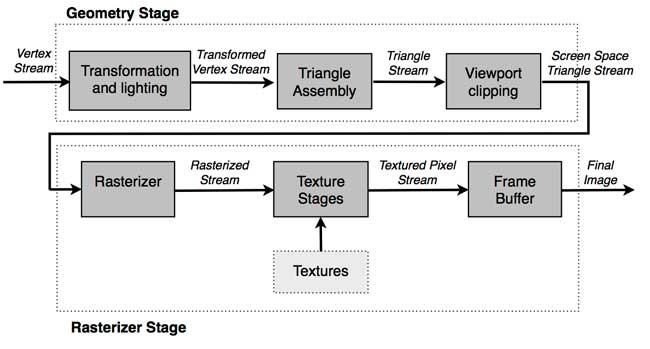 Geometry Stage
Vertex
Stream
Transformation
and lighting
Transformed
Vertex Stream
Triangle
Assembly
Triangle
Stream
Viewport
clipping
Screen Space
Triangle Stream
Rasterizer
Rasterized
Stream
Texture
Stages
Textured Pixel
Stream
Frame
Buffer
Final
Image
Textures
Rasterizer Stage